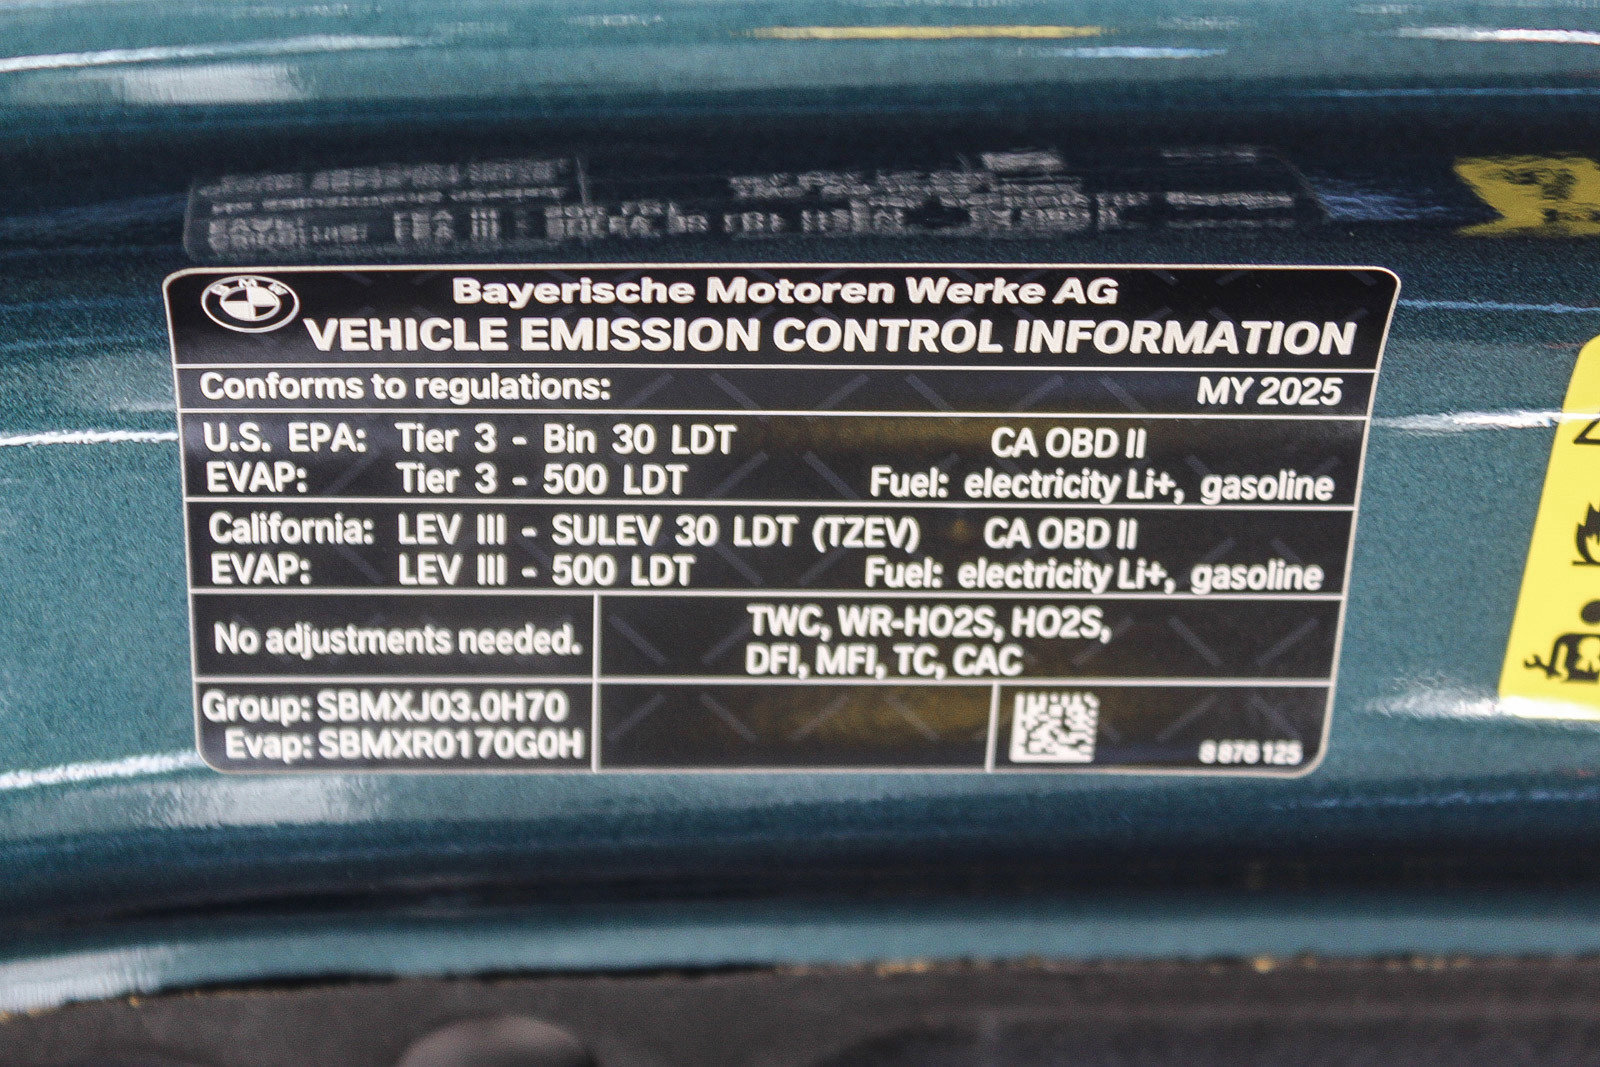 BMW
Bayerische Motoren Werke AG
VEHICLE EMISSION CONTROL INFORMATION
Conforms to regulations: MY 2025
U.S. EPA: Tier 3 - Bin 30 LDT CA OBD II
EVAP: Tier 3 - 500 LDT Fuel: electricity Li+, gasoline
California: LEV III - SULEV 30 LDT (TZEV) CA OBD II
EVAP: LEV III - 500 LDT Fuel: electricity Li+, gasoline
No adjustments needed.
TWC, WR-HO2S, HO2S,
DFI, MFI, TC, CAC
Group: SBMXJ03.0H70
Evap: SBMXR0170G0H
8 876 125